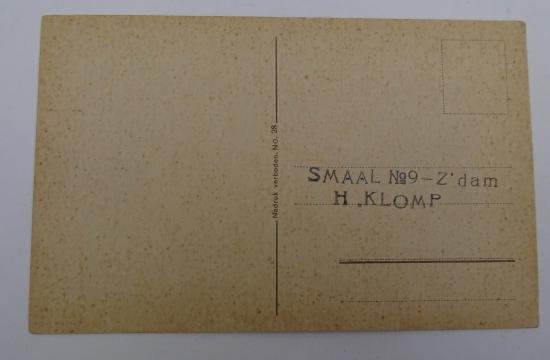 Nadruk verboden. NO. 28
SMAAL №9-Z'dam
H.KLOMP